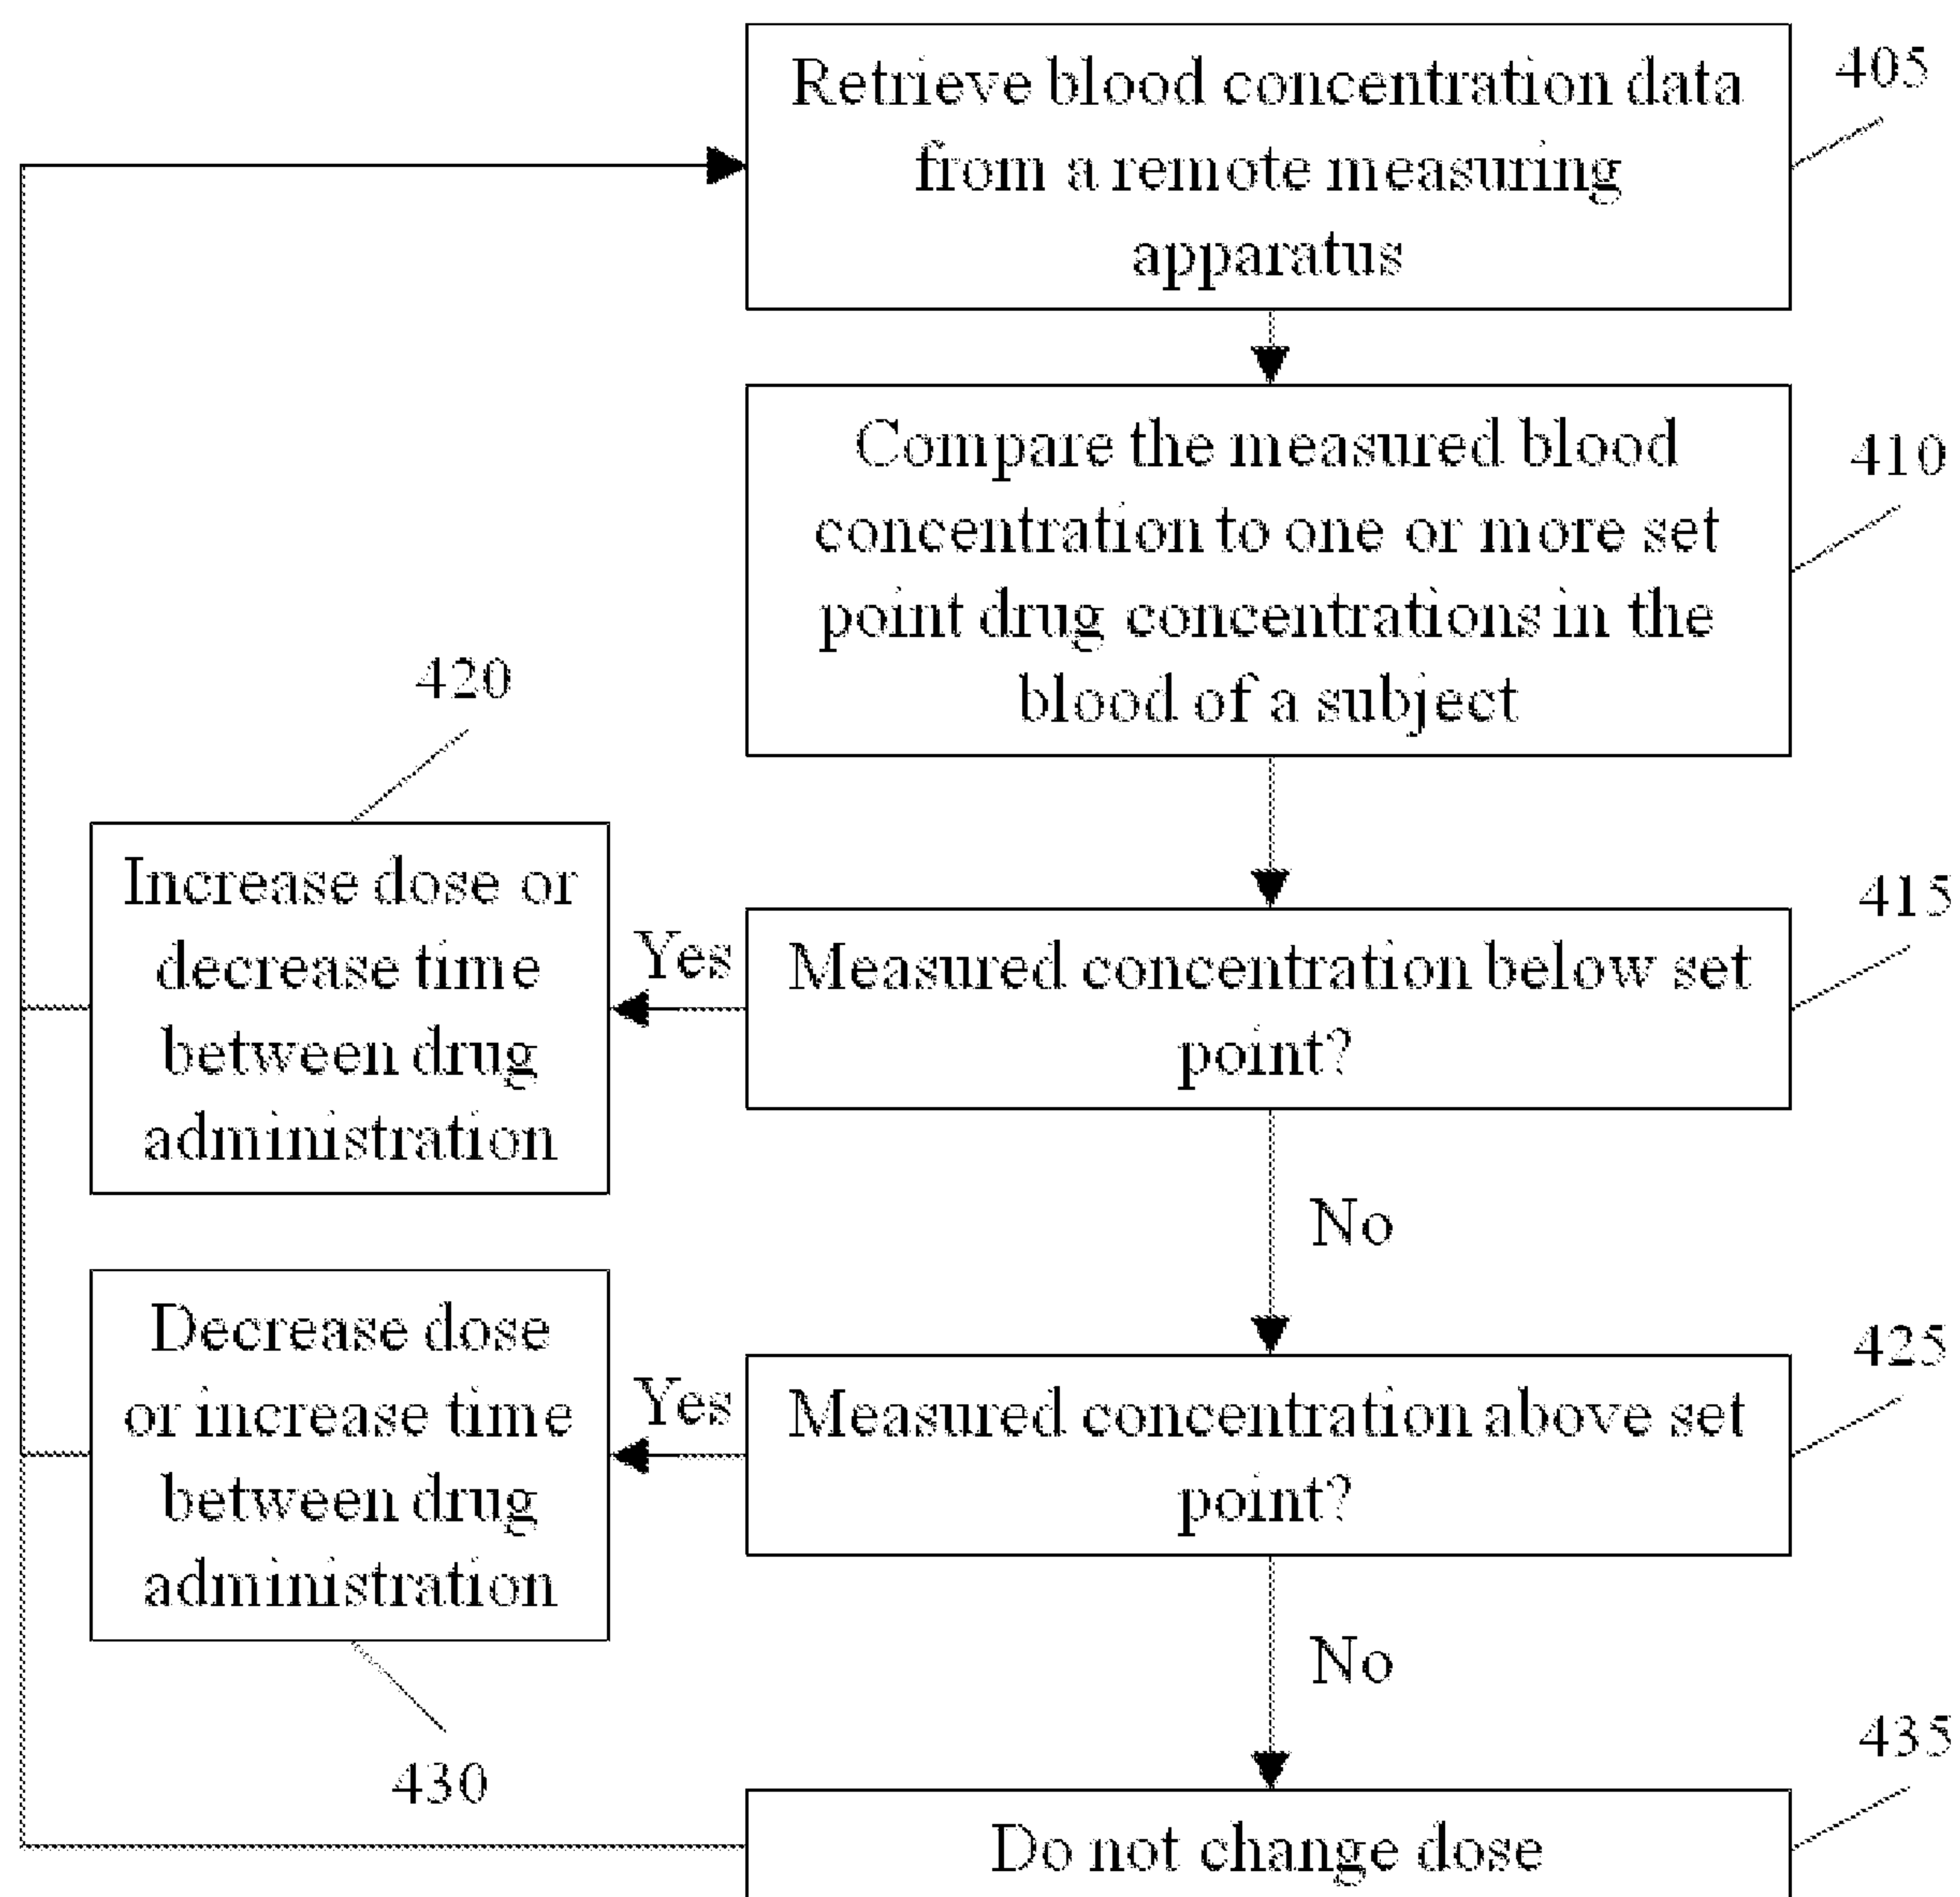 Retrieve blood concentration data
from a remote measuring
apparatus
405
Compare the measured blood
concentration to one or more set
point drug concentrations in the
blood of a subject
410
420
Increase dose or
decrease time
between drug
administration
Yes
Measured concentration below set
point?
415
No
Decrease dose
or increase time
between drug
administration
Yes
Measured concentration above set
point?
425
No
430
435
Do not change dose